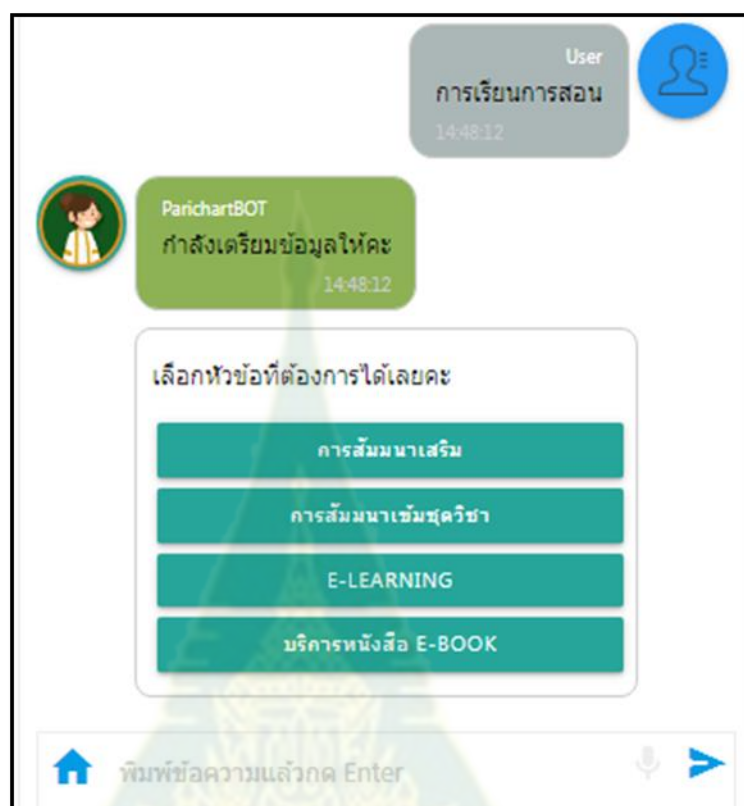 User
การเรียนการสอน
14:48:12
ParichartBOT
กำลังเตรียมข้อมูลให้คะ
14:48:12
เลือกหัวข้อที่ต้องการได้เลยคะ
การสัมมนาเสริม
การสัมมนาเข้มชุดวิชา
E-LEARNING
บริการหนังสือ E-BOOK
พิมพ์ข้อความแล้วกด Enter